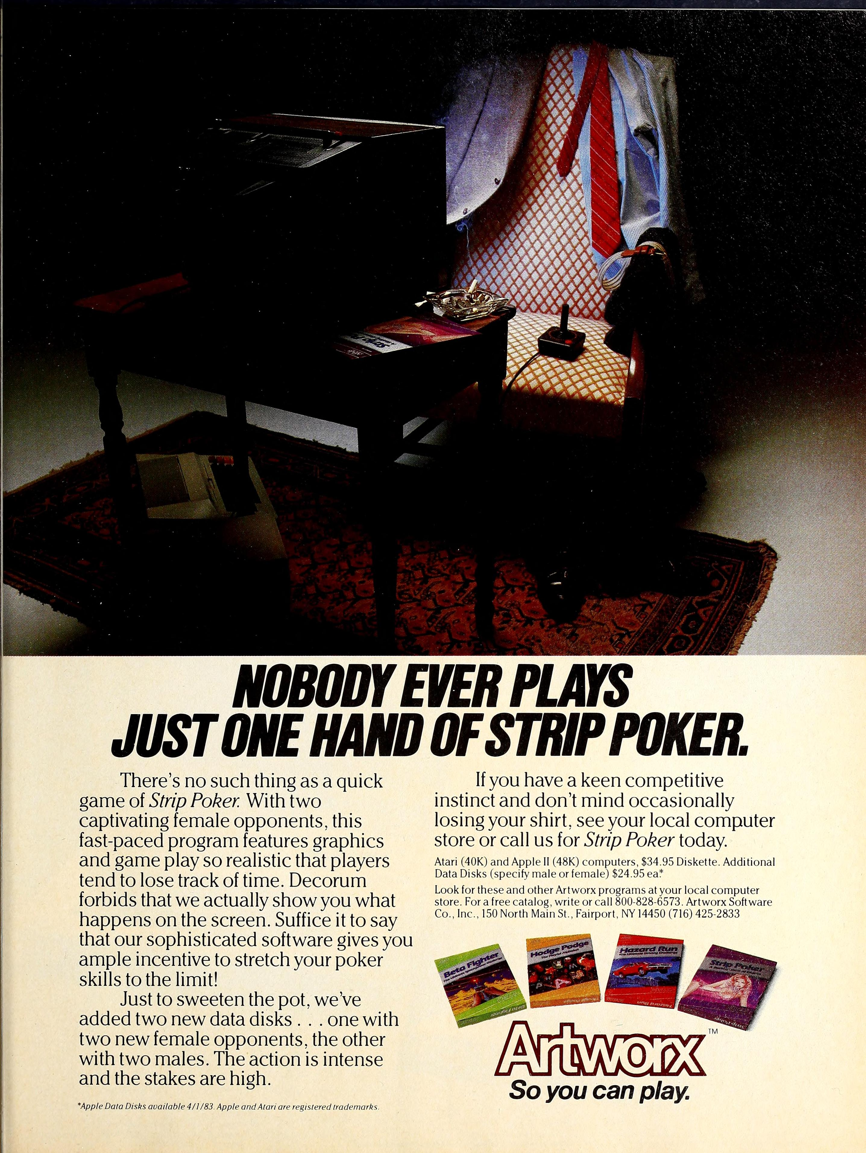 NOBODY EVER PLAYS
JUST ONE HAND OF STRIP POKER.
There's no such thing as a quick
game of Strip Poker. With two
captivating female opponents, this
fast-paced program features graphics
and game play so realistic that players
tend to lose track of time. Decorum
forbids that we actually show you what
happens on the screen. Suffice it to say
that our sophisticated software gives you
ample incentive to stretch your poker
skills to the limit!
Just to sweeten the pot, we've
added two new data disks . . . one with
two new female opponents, the other
with two males. The action is intense
and the stakes are high.
*Apple Data Disks available 4/1/83 Apple and Atari are registered trademarks.
If you have a keen competitive
instinct and don't mind occasionally
losing your shirt, see your local computer
store or call us for Strip Poker today.
Atari (40K) and Apple II (48K) computers, $34.95 Diskette. Additional
Data Disks (specify male or female) $24.95 ea.*
Look for these and other Artworx programs at your local computer
store. For a free catalog, write or call 800-828-6573. Artworx Software
Co., Inc., 150 North Main St., Fairport, NY 14450 (716) 425-2833
Beta Fighter
Hodge Podge
Hazard Run
Strip Poker
Artworx™
So you can play.